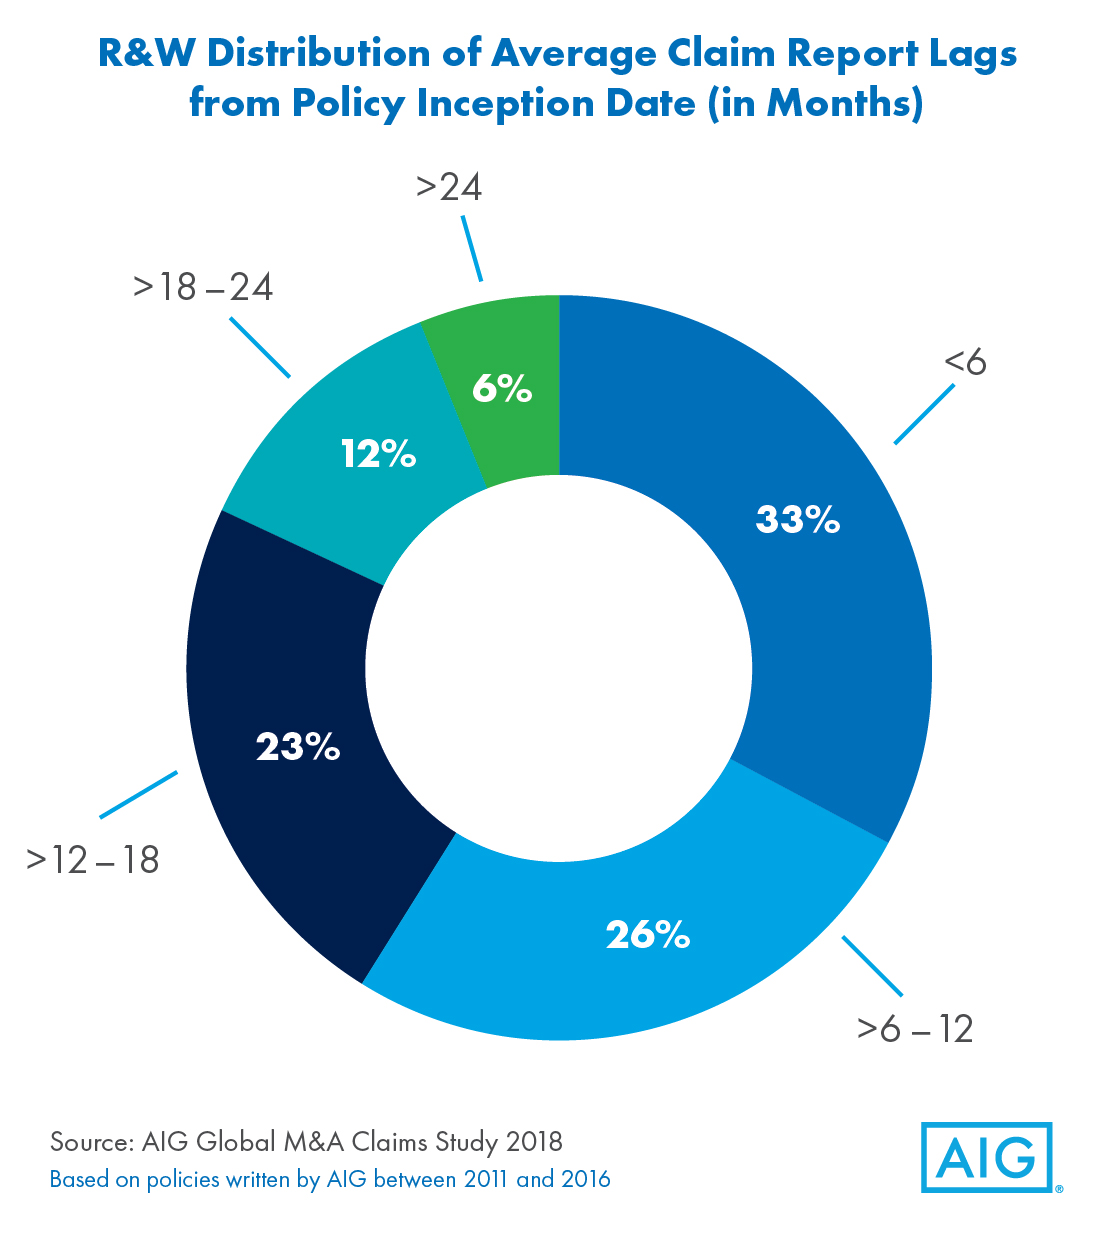 R&W Distribution of Average Claim Report Lags
from Policy Inception Date (in Months)
>24
>18 – 24
<6
6%
12%
33%
23%
>12 – 18
26%
>6 – 12
Source: AIG Global M&A Claims Study 2018
Based on policies written by AIG between 2011 and 2016
AIG®